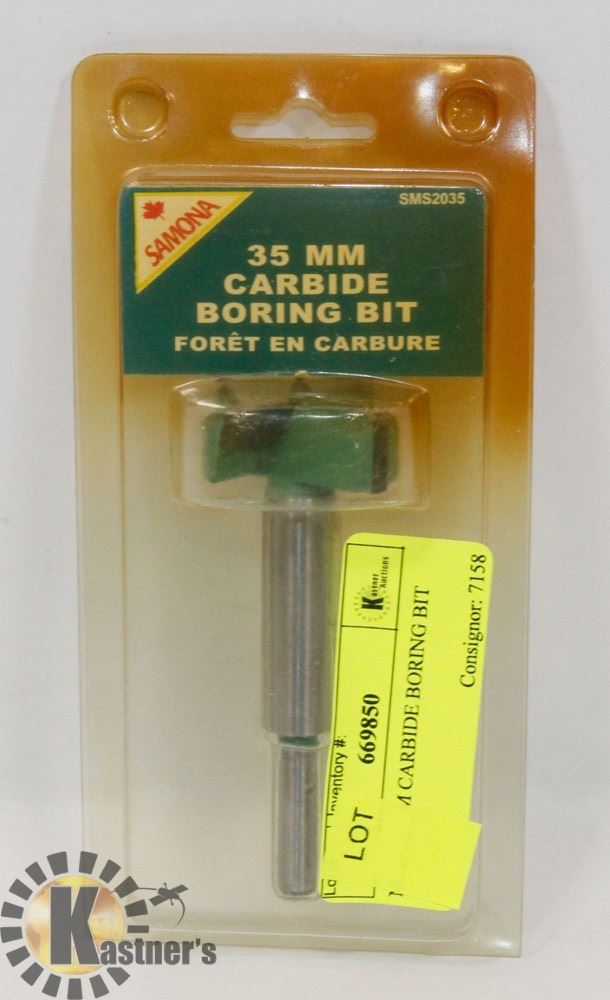 SMS2035
SAMONA
35 MM
CARBIDE
BORING BIT
FORÊT EN CARBURE
Kastner Auctions
Inventory #:
669850
LOT
CARBIDE BORING BIT
Consignor: 7158
Kastner's